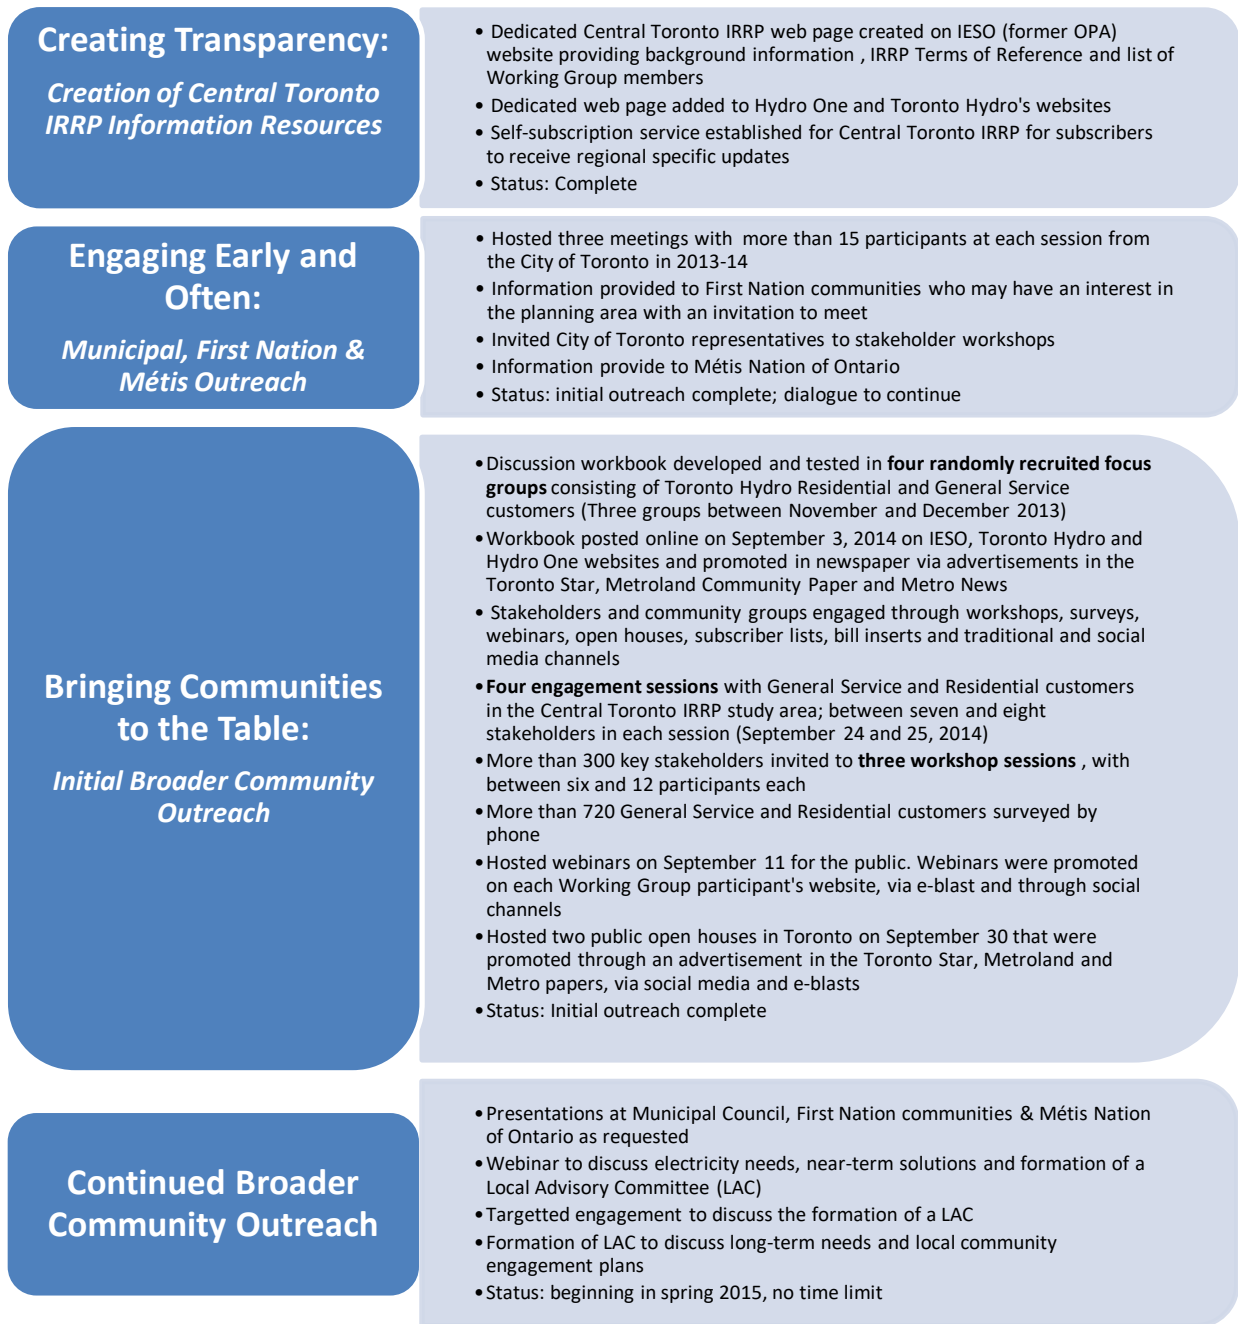 Creating Transparency:
Creation of Central Toronto
IRRP Information Resources
• Dedicated Central Toronto IRRP web page created on IESO (former OPA)
website providing background information , IRRP Terms of Reference and list of
Working Group members
• Dedicated web page added to Hydro One and Toronto Hydro's websites
• Self-subscription service established for Central Toronto IRRP for subscribers
to receive regional specific updates
• Status: Complete
Engaging Early and
Often:
Municipal, First Nation &
Métis Outreach
• Hosted three meetings with more than 15 participants at each session from
the City of Toronto in 2013-14
• Information provided to First Nation communities who may have an interest in
the planning area with an invitation to meet
• Invited City of Toronto representatives to stakeholder workshops
• Information provide to Métis Nation of Ontario
• Status: initial outreach complete; dialogue to continue
Bringing Communities
to the Table:
Initial Broader Community
Outreach
• Discussion workbook developed and tested in four randomly recruited focus
groups consisting of Toronto Hydro Residential and General Service
customers (Three groups between November and December 2013)
• Workbook posted online on September 3, 2014 on IESO, Toronto Hydro and
Hydro One websites and promoted in newspaper via advertisements in the
Toronto Star, Metroland Community Paper and Metro News
• Stakeholders and community groups engaged through workshops, surveys,
webinars, open houses, subscriber lists, bill inserts and traditional and social
media channels
• Four engagement sessions with General Service and Residential customers
in the Central Toronto IRRP study area; between seven and eight
stakeholders in each session (September 24 and 25, 2014)
• More than 300 key stakeholders invited to three workshop sessions , with
between six and 12 participants each
• More than 720 General Service and Residential customers surveyed by
phone
• Hosted webinars on September 11 for the public. Webinars were promoted
on each Working Group participant's website, via e-blast and through social
channels
• Hosted two public open houses in Toronto on September 30 that were
promoted through an advertisement in the Toronto Star, Metroland and
Metro papers, via social media and e-blasts
• Status: Initial outreach complete
Continued Broader
Community Outreach
• Presentations at Municipal Council, First Nation communities & Métis Nation
of Ontario as requested
• Webinar to discuss electricity needs, near-term solutions and formation of a
Local Advisory Committee (LAC)
• Targetted engagement to discuss the formation of a LAC
• Formation of LAC to discuss long-term needs and local community
engagement plans
• Status: beginning in spring 2015, no time limit